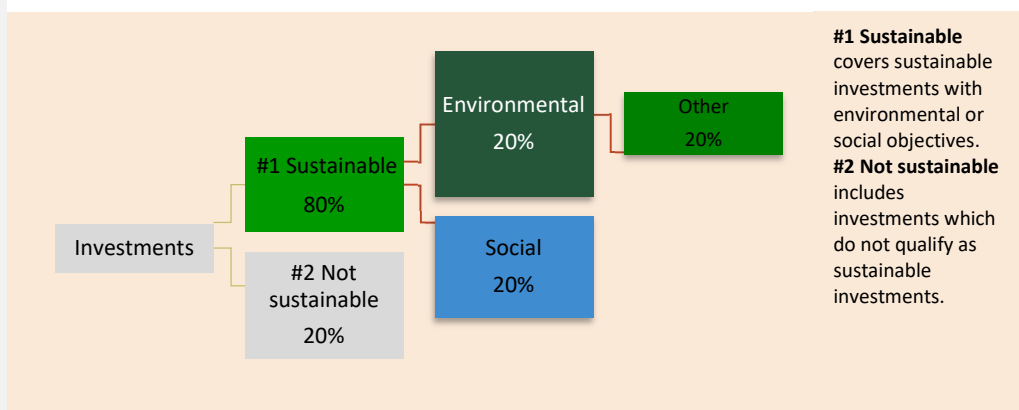 Investments
#1 Sustainable
80%
#2 Not
sustainable
20%
Environmental
20%
Social
20%
Other
20%
#1 Sustainable
covers sustainable
investments with
environmental or
social objectives.
#2 Not sustainable
includes
investments which
do not qualify as
sustainable
investments.